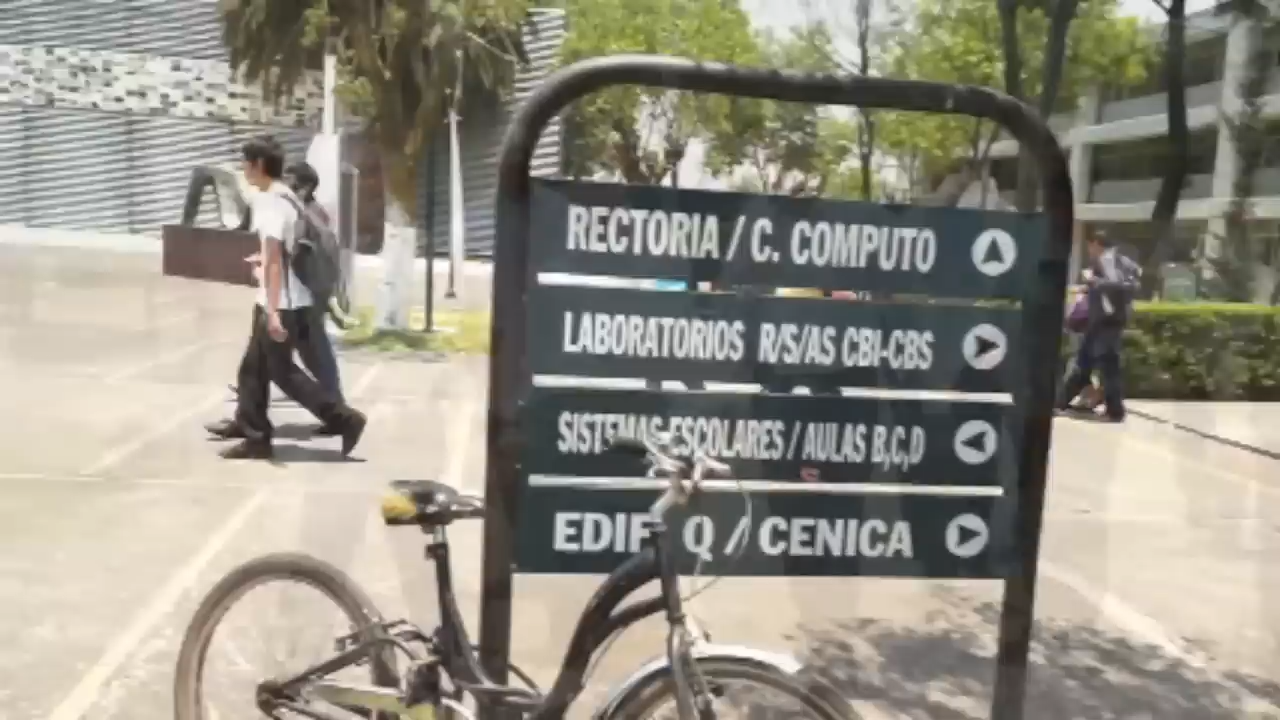 RECTORIA / C. COMPUTO
LABORATORIOS R/S/AS CBI-CBS
SISTEMAS ESCOLARES / AULAS B,C,D
EDIF Q / CENICA